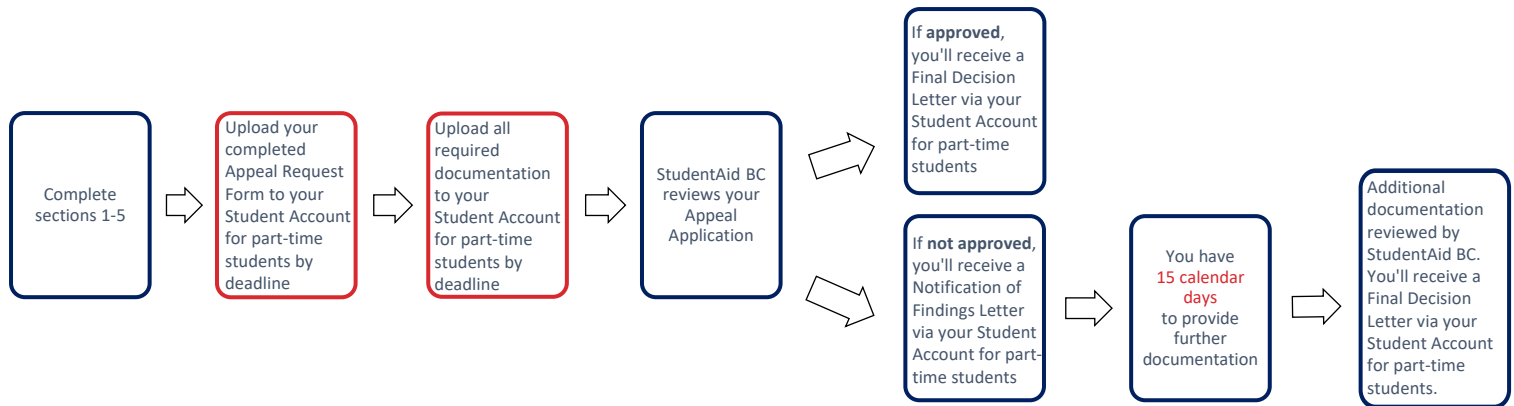 Complete
sections 1-5
Upload your
completed
Appeal Request
Form to your
Student Account
for part-time
students by
deadline
Upload all
required
documentation
to your
Student Account
for part-time
students by
deadline
StudentAid BC
reviews your
Appeal
Application
If approved,
you'll receive a
Final Decision
Letter via your
Student Account
for part-time
students
If not approved,
you'll receive a
Notification of
Findings Letter
via your Student
Account for part-
time students
You have
15 calendar
days
to provide
further
documentation
Additional
documentation
reviewed by
StudentAid BC.
You'll receive a
Final Decision
Letter via your
Student Account
for part-time
students.